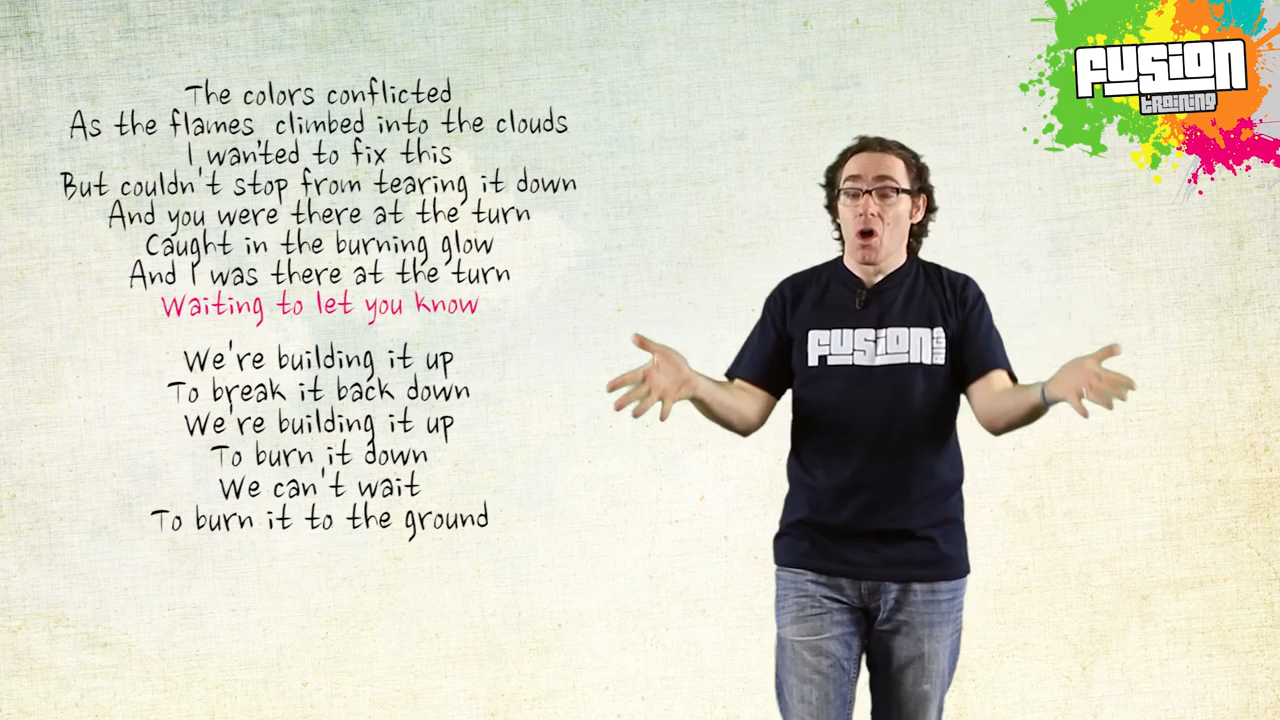 The colors conflicted
As the flames climbed into the clouds
I wanted to fix this
But couldn't stop from tearing it down
And you were there at the turn
Caught in the burning glow
And I was there at the turn
Waiting to let you know
We're building it up
To break it back down
We're building it up
To burn it down
We can't wait
To burn it to the ground
fusion
training
fusion